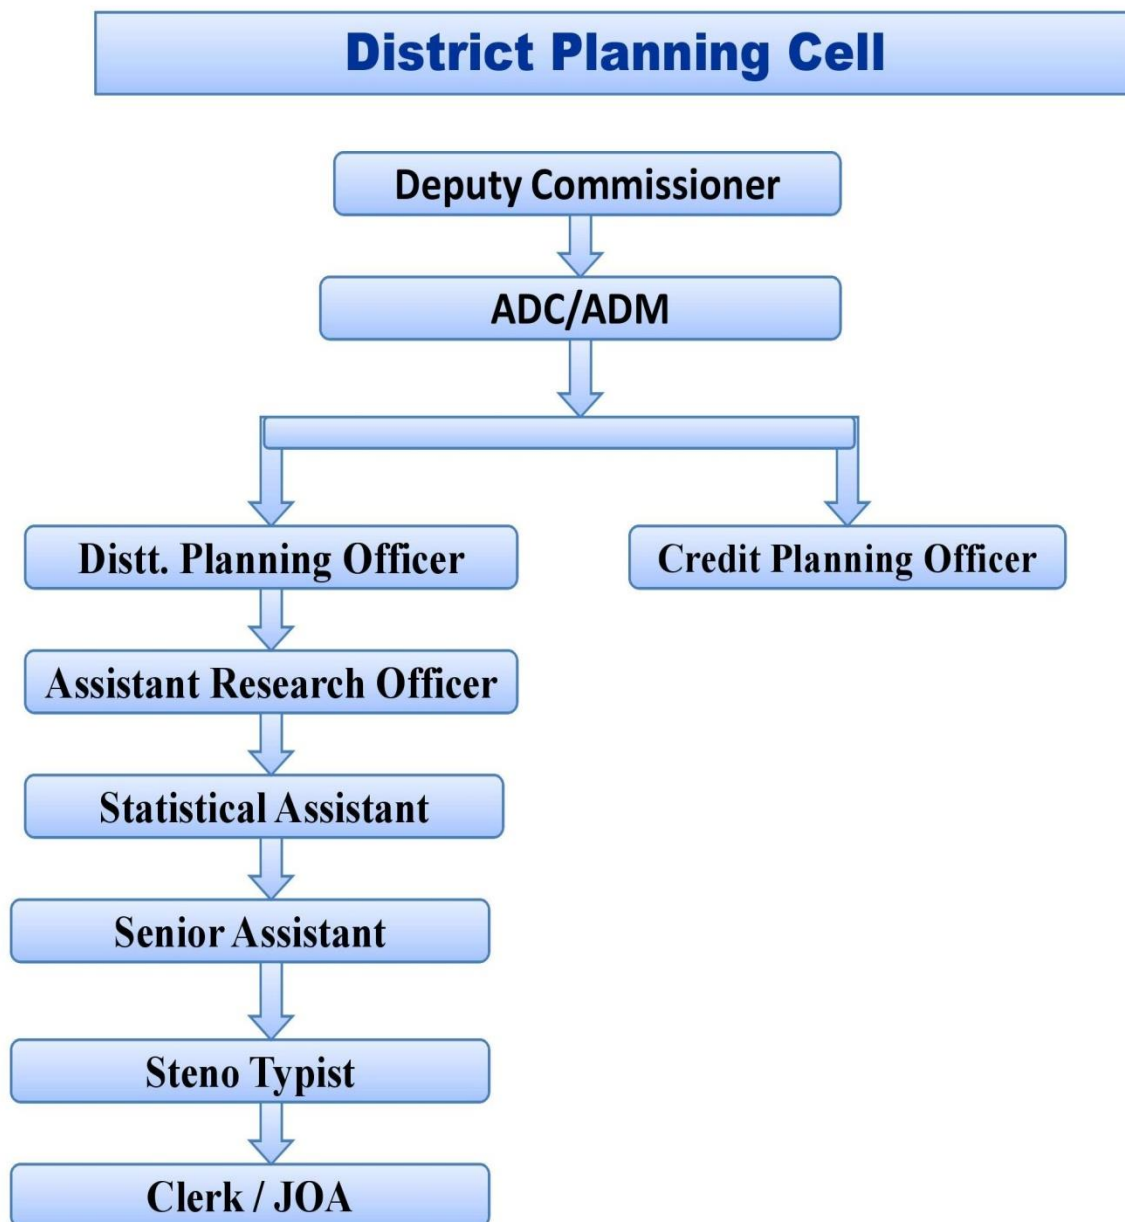 District Planning Cell
Deputy Commissioner
ADC/ADM
Distt. Planning Officer
Credit Planning Officer
Assistant Research Officer
Statistical Assistant
Senior Assistant
Steno Typist
Clerk / JOA